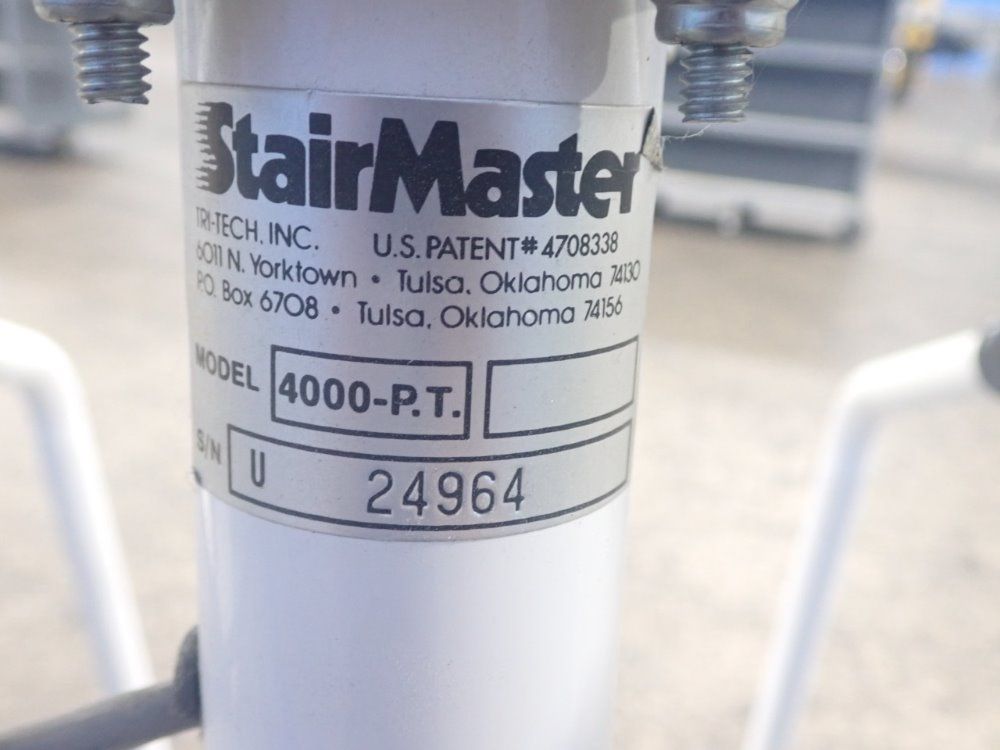 StairMaster
TRI-TECH, INC. U.S. PATENT# 4708338
6011 N. Yorktown • Tulsa, Oklahoma 74130
P.O. Box 6708 • Tulsa, Oklahoma 74156
MODEL 4000-P.T.
S/N U 24964